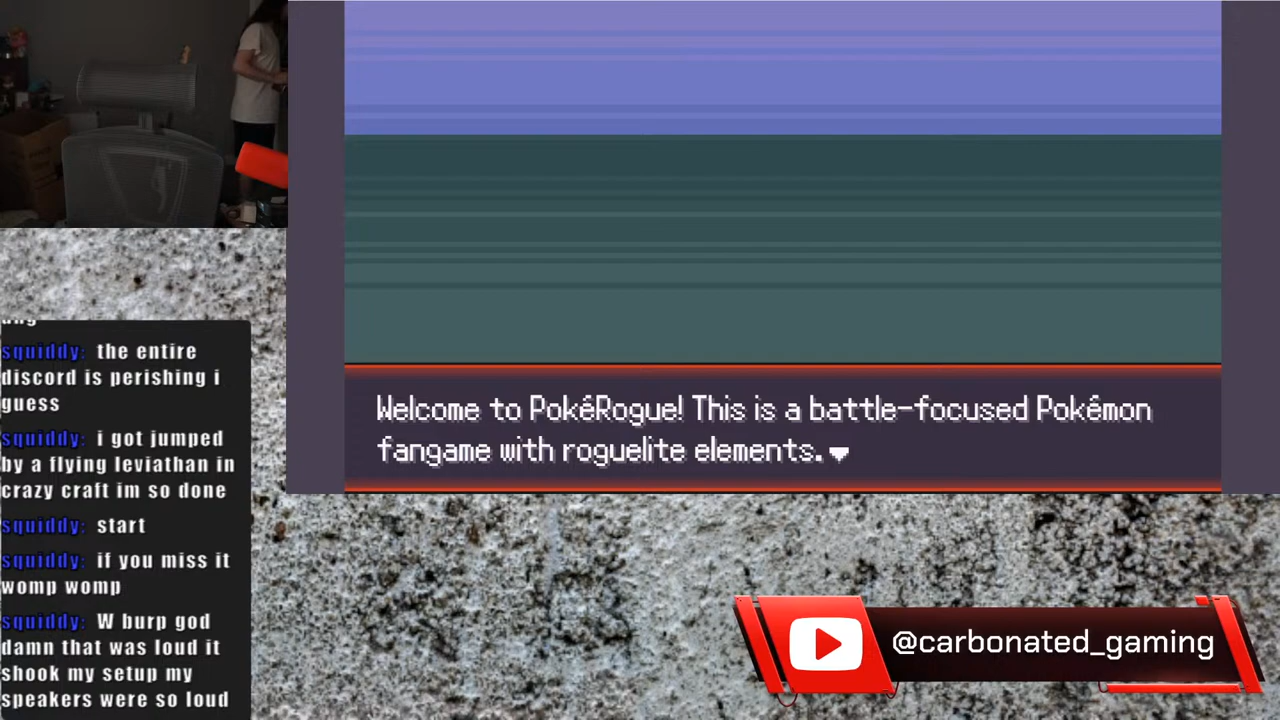 squiddy: the entire
discord is perishing i
guess
squiddy: i got jumped
by a flying leviathan in
crazy craft im so done
squiddy: start
squiddy: if you miss it
womp womp
squiddy: W burp god
damn that was loud it
shook my setup my
speakers were so loud
Welcome to PokéRogue! This is a battle-focused Pokémon
fangame with roguelite elements.
@carbonated_gaming